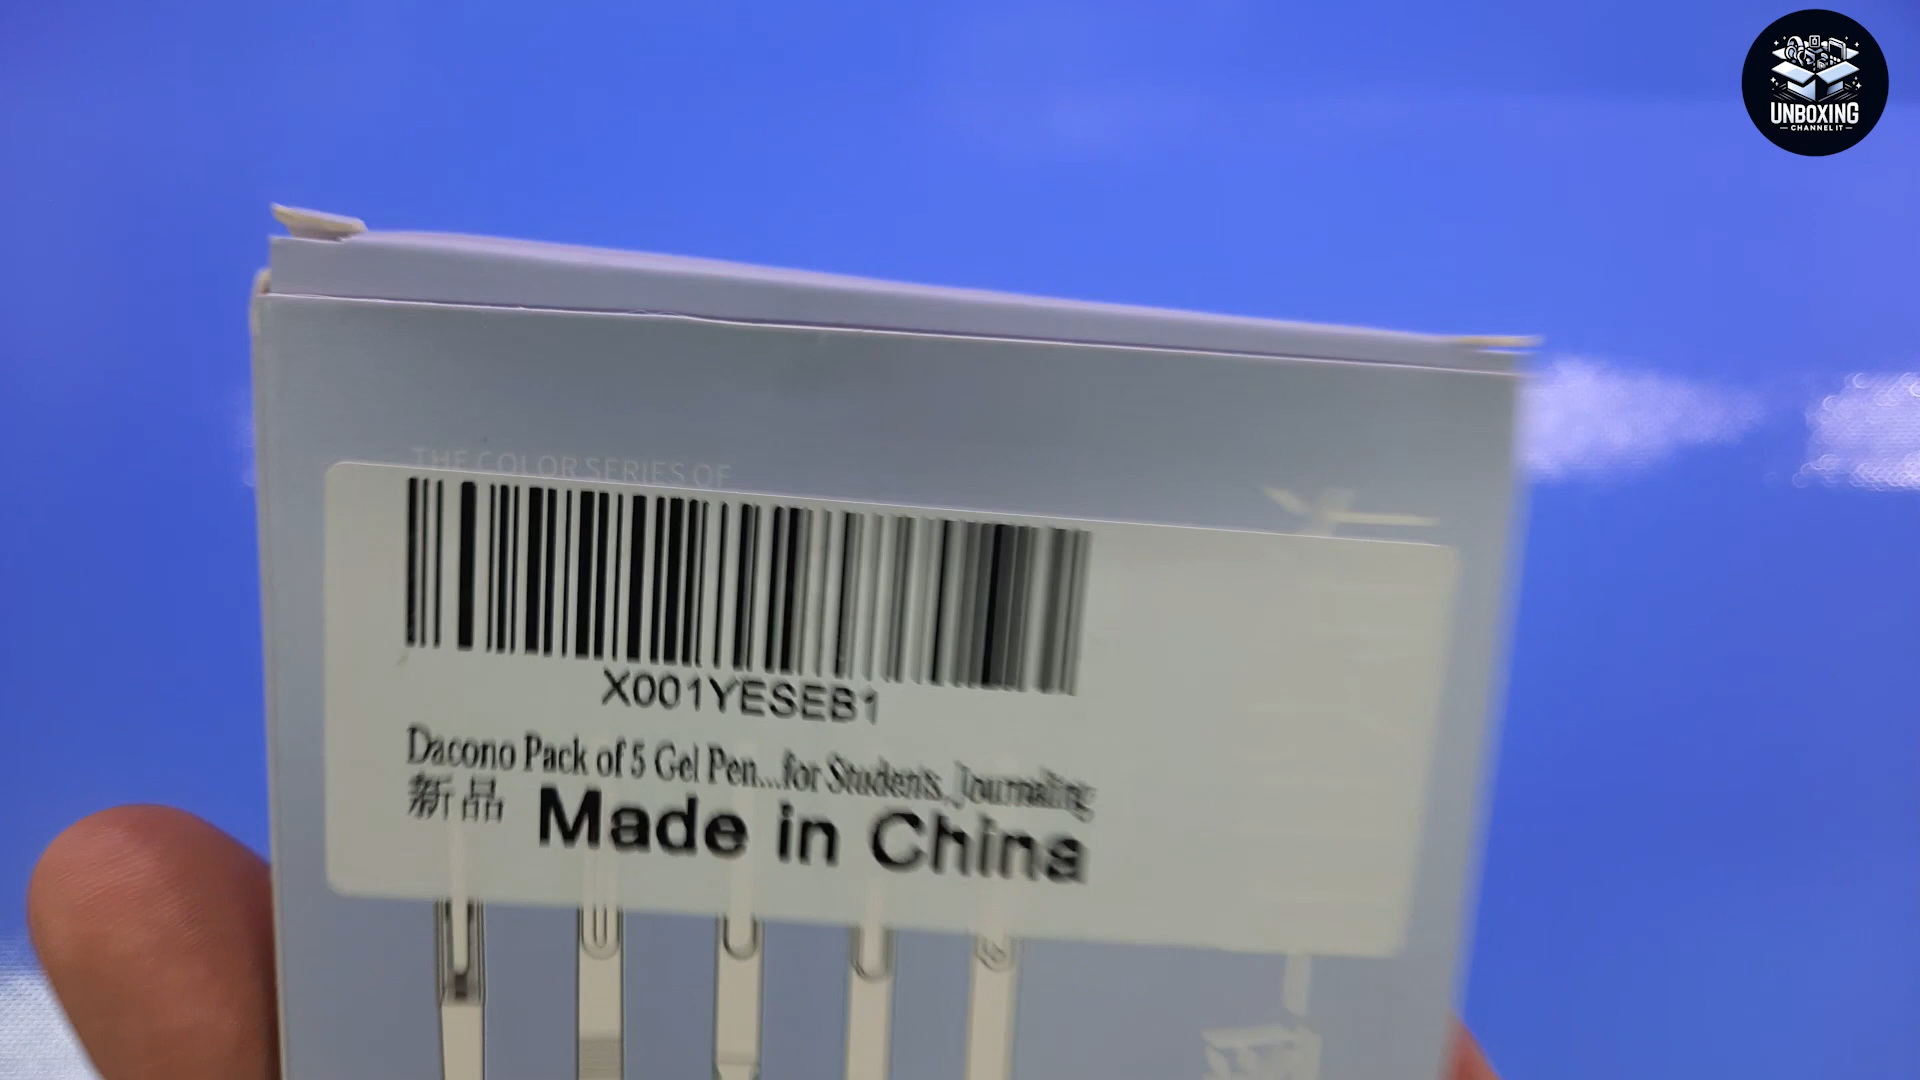 UNBOXING
CHANNEL IT
THE COLOR SERIES OF
X001YESEB1
Dacono Pack of 5 Gel Pen...for Students, Journaling
新品 Made in China